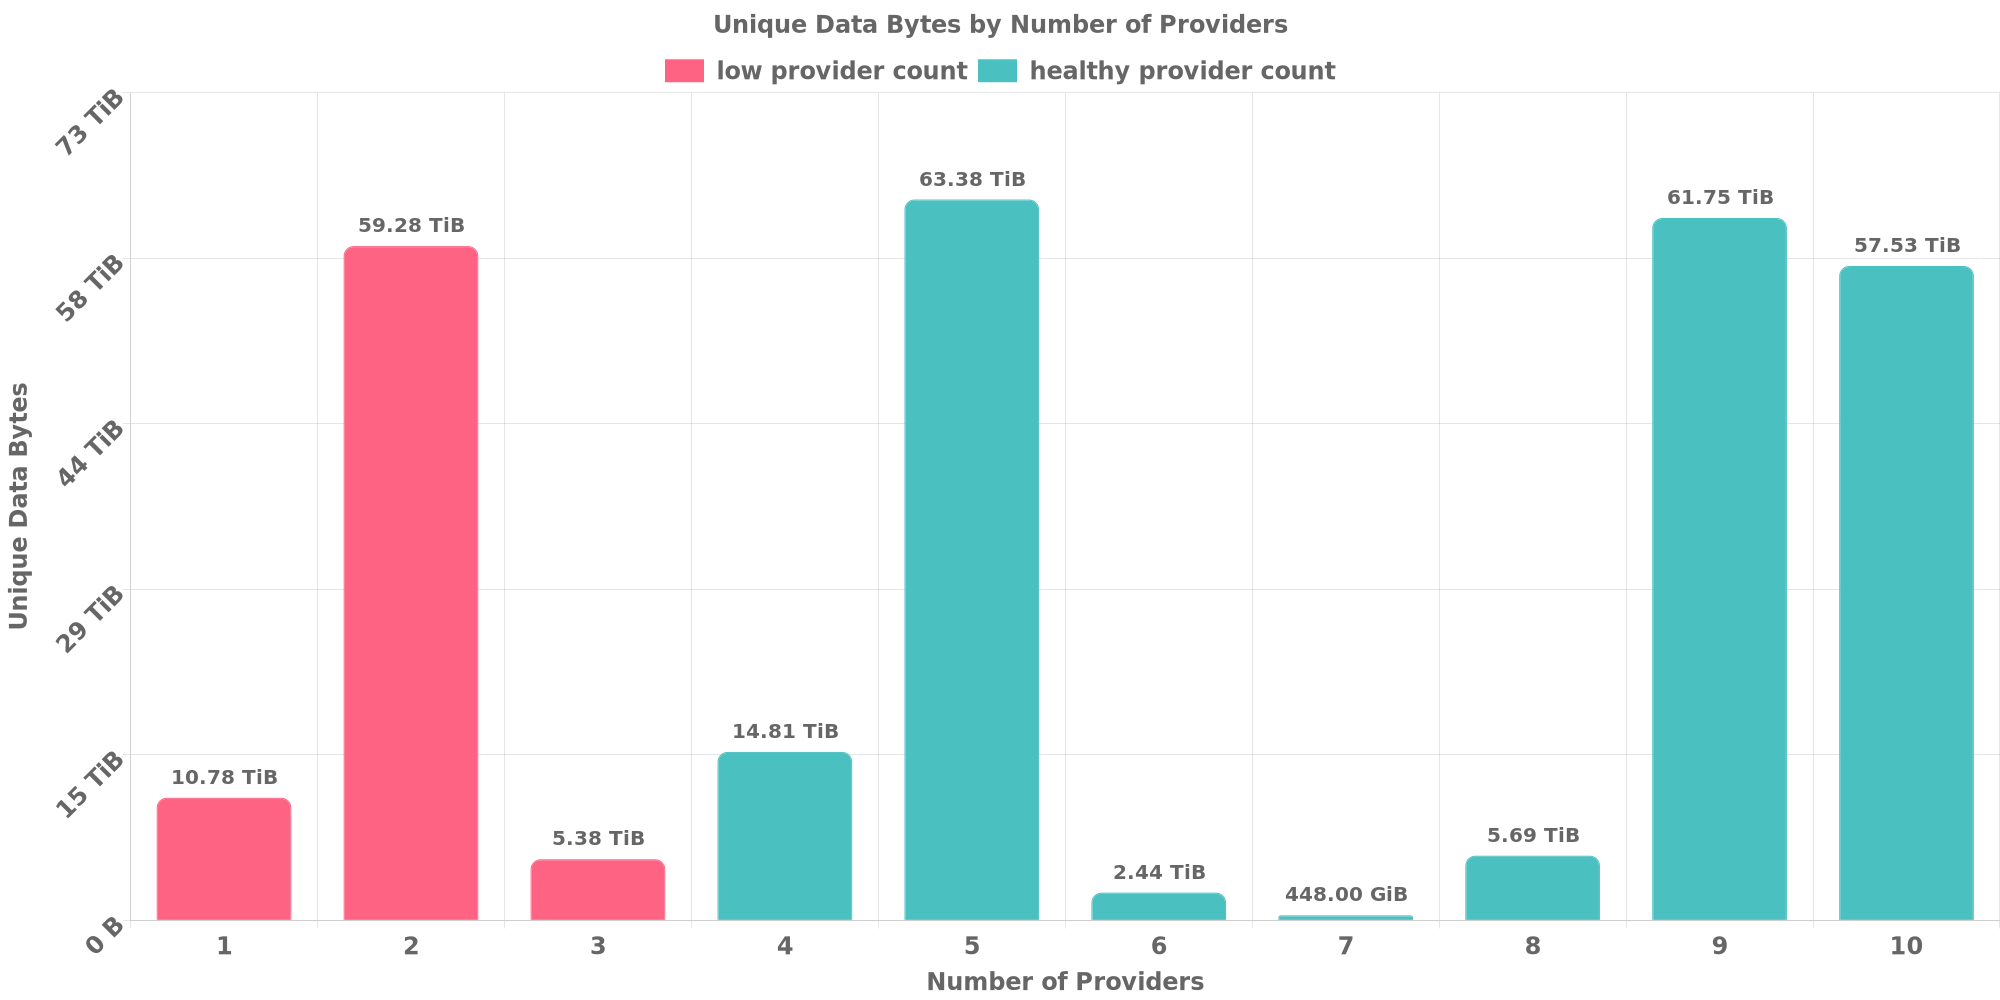 Unique Data Bytes by Number of Providers
low provider count
healthy provider count
Unique Data Bytes
73 TiB
58 TiB
44 TiB
29 TiB
15 TiB
0 B
10.78 TiB
59.28 TiB
5.38 TiB
14.81 TiB
63.38 TiB
2.44 TiB
448.00 GiB
5.69 TiB
61.75 TiB
57.53 TiB
1 2 3 4 5 6 7 8 9 10
Number of Providers